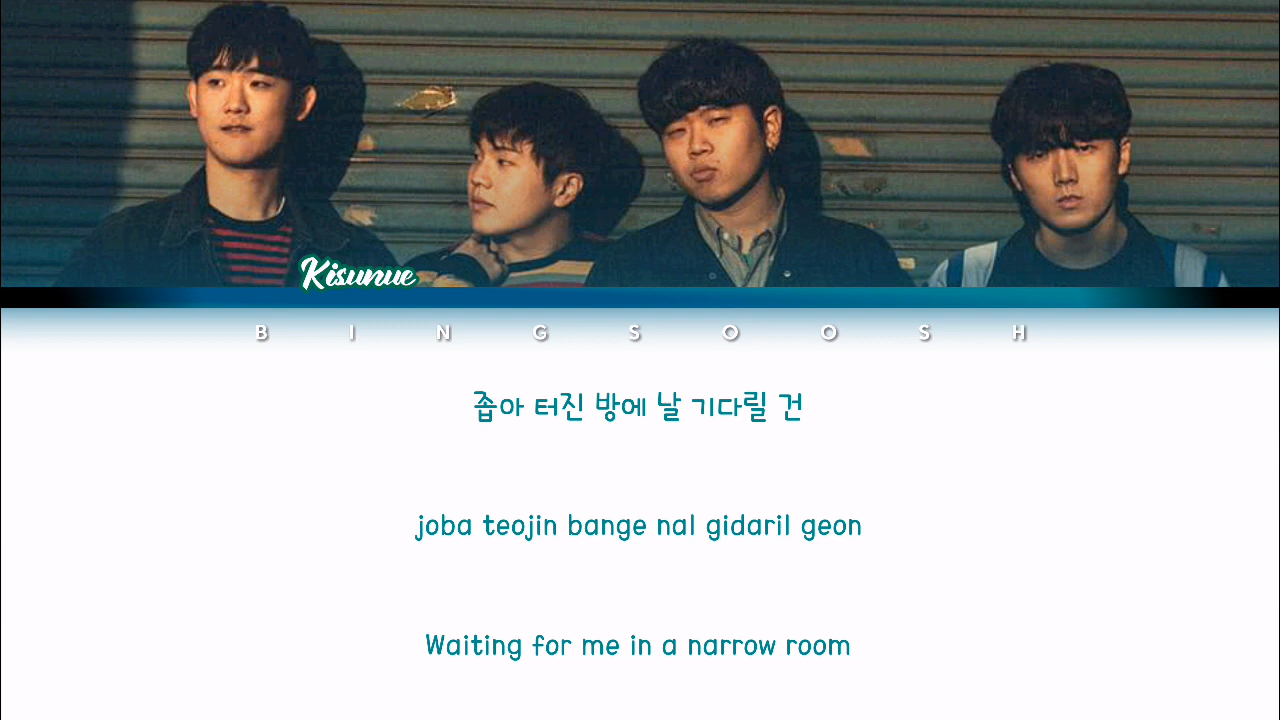 Kisunue
BINGSOOSH
좁아 터진 방에 날 기다릴 건
joba teojin bange nal gidaril geon
Waiting for me in a narrow room